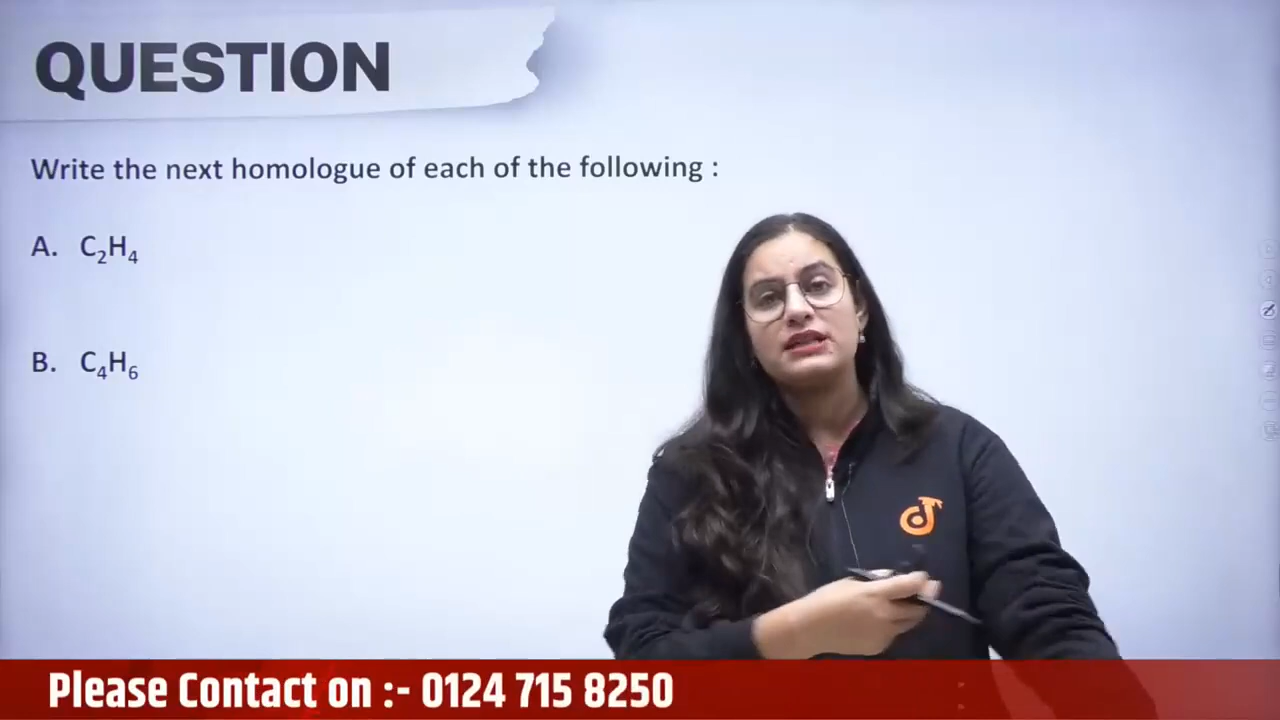 QUESTION
Write the next homologue of each of the following :
A. C₂H₄
B. C₄H₆
Please Contact on :- 0124 715 8250